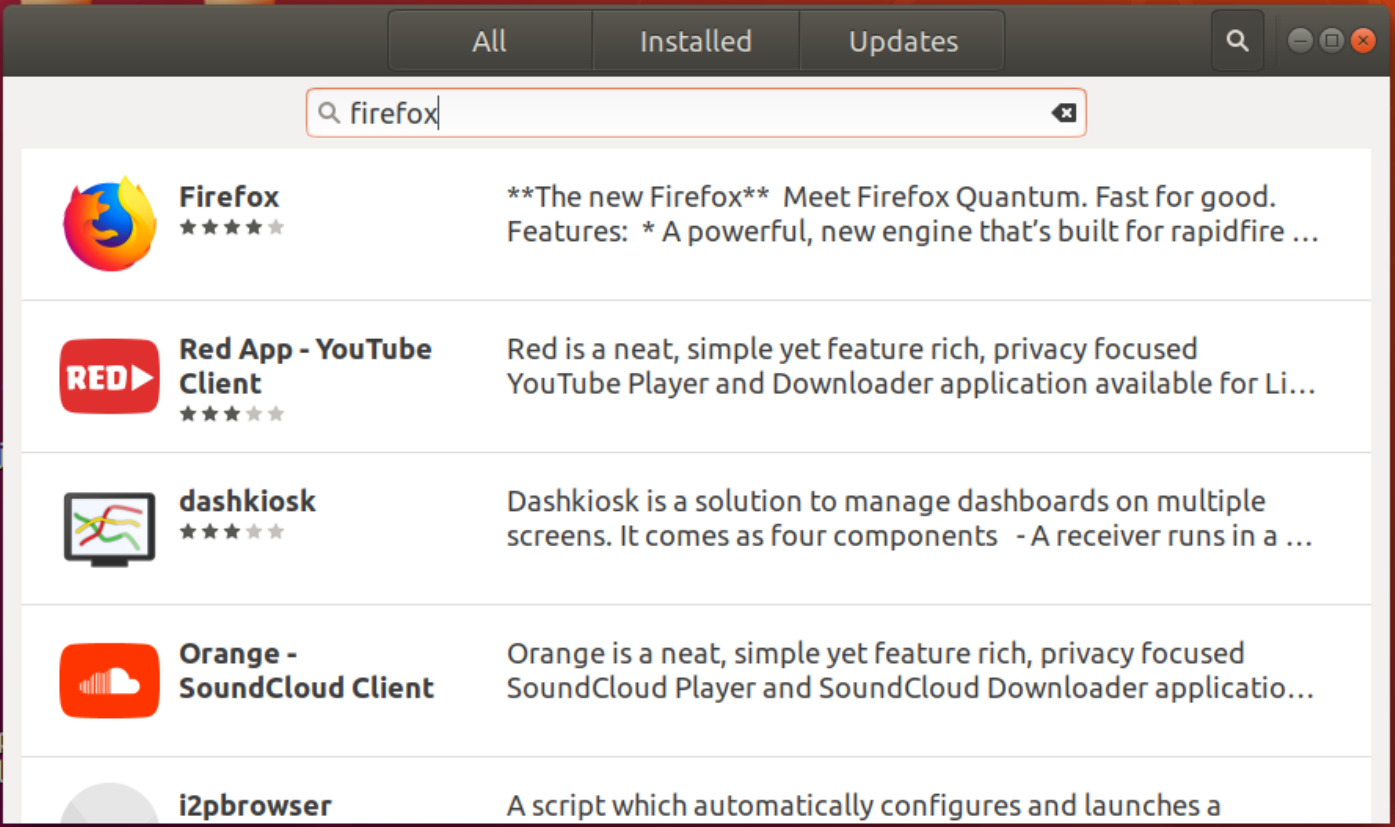 All Installed Updates
firefox
Firefox
**The new Firefox** Meet Firefox Quantum. Fast for good.
Features: * A powerful, new engine that’s built for rapidfire …
Red App - YouTube
Client
RED
Red is a neat, simple yet feature rich, privacy focused
YouTube Player and Downloader application available for Li…
dashkiosk
Dashkiosk is a solution to manage dashboards on multiple
screens. It comes as four components - A receiver runs in a …
Orange -
SoundCloud Client
Orange is a neat, simple yet feature rich, privacy focused
SoundCloud Player and SoundCloud Downloader applicatio…
i2pbrowser
A script which automatically configures and launches a